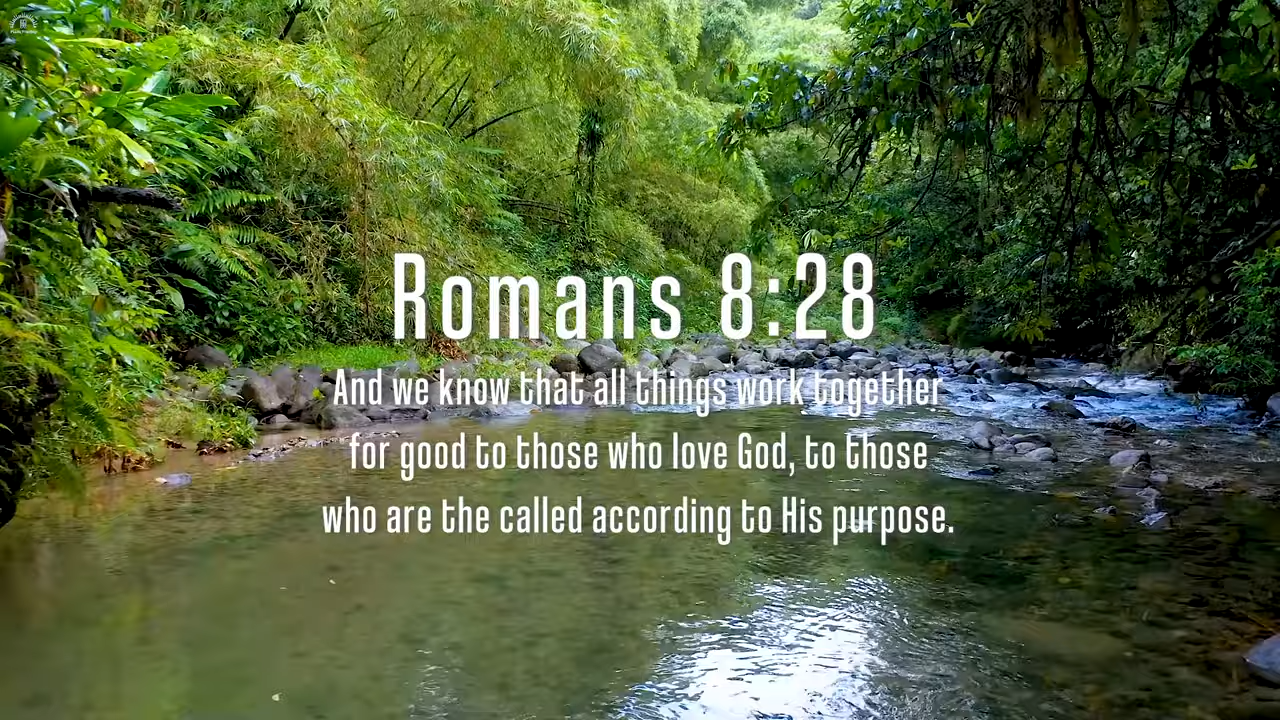 Romans 8:28
And we know that all things work together
for good to those who love God, to those
who are the called according to His purpose.